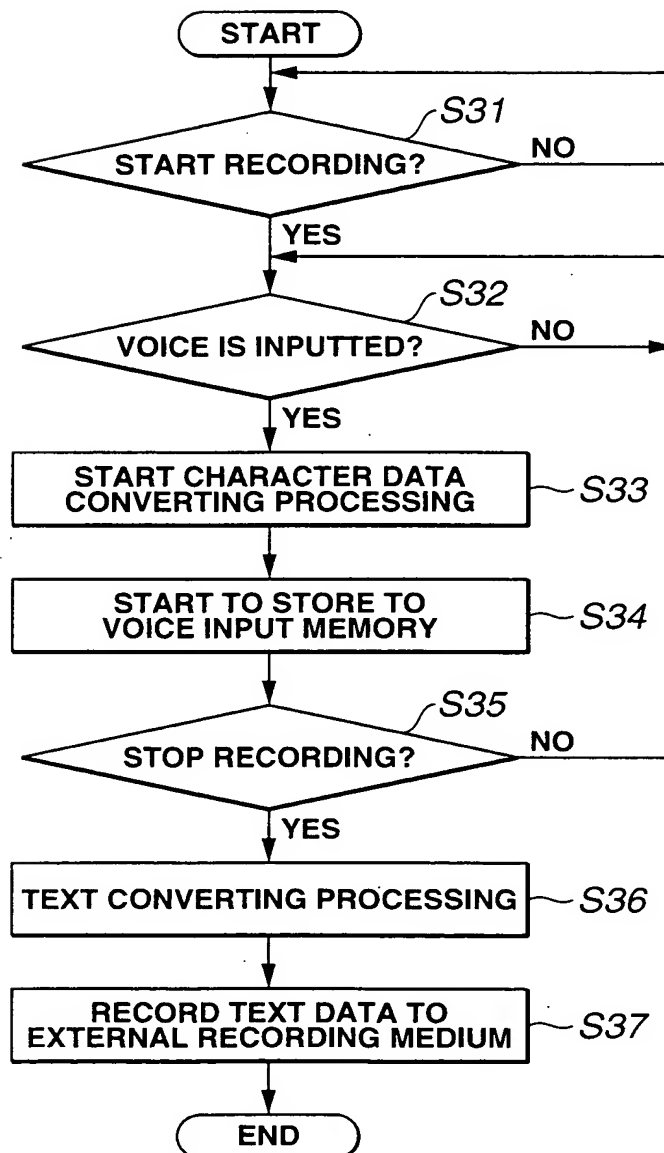 START
S31
START RECORDING?
NO
YES
S32
VOICE IS INPUTTED?
NO
YES
START CHARACTER DATA
CONVERTING PROCESSING
S33
START TO STORE TO
VOICE INPUT MEMORY
S34
S35
STOP RECORDING?
NO
YES
TEXT CONVERTING PROCESSING
S36
RECORD TEXT DATA TO
EXTERNAL RECORDING MEDIUM
S37
END